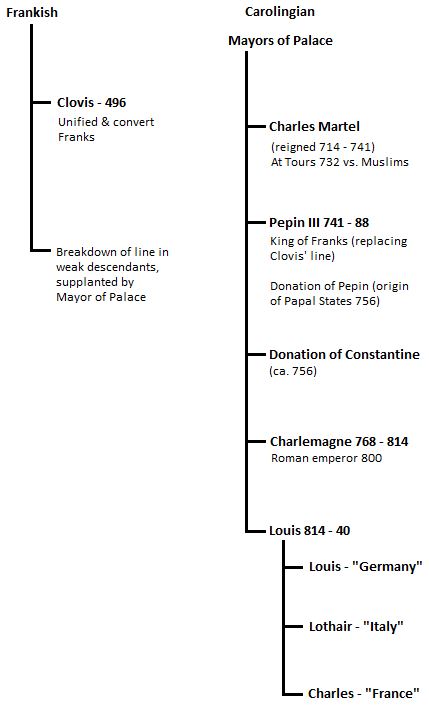 Frankish
Clovis - 496
Unified & convert
Franks
Breakdown of line in
weak descendants,
supplanted by
Mayor of Palace
Carolingian
Mayors of Palace
Charles Martel
(reigned 714 - 741)
At Tours 732 vs. Muslims
Pepin III 741 - 88
King of Franks (replacing
Clovis' line)
Donation of Pepin (origin
of Papal States 756)
Donation of Constantine
(ca. 756)
Charlemagne 768 - 814
Roman emperor 800
Louis 814 - 40
Louis - "Germany"
Lothair - "Italy"
Charles - "France"